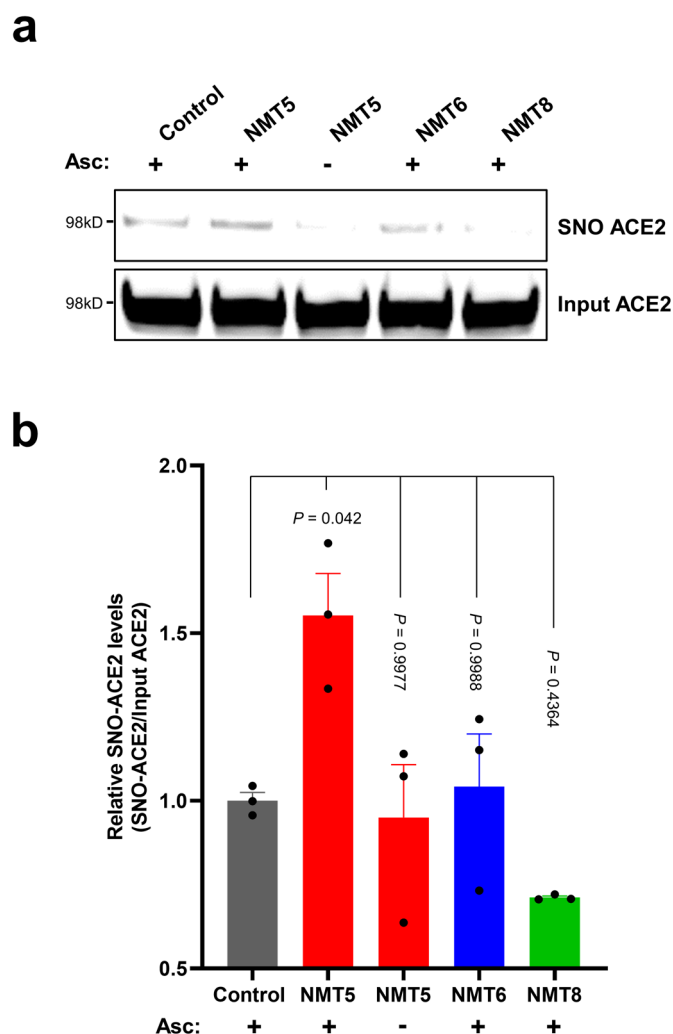 a
Control NMT5 NMT5 NMT6 NMT8
Asc: + + - + +
98kD SNO ACE2
98kD Input ACE2
b
Relative SNO-ACE2 levels
(SNO-ACE2/Input ACE2)
2.0
1.5
1.0
0.5
P = 0.042
P = 0.9977
P = 0.9988
P = 0.4364
Control NMT5 NMT5 NMT6 NMT8
Asc: + + - + +